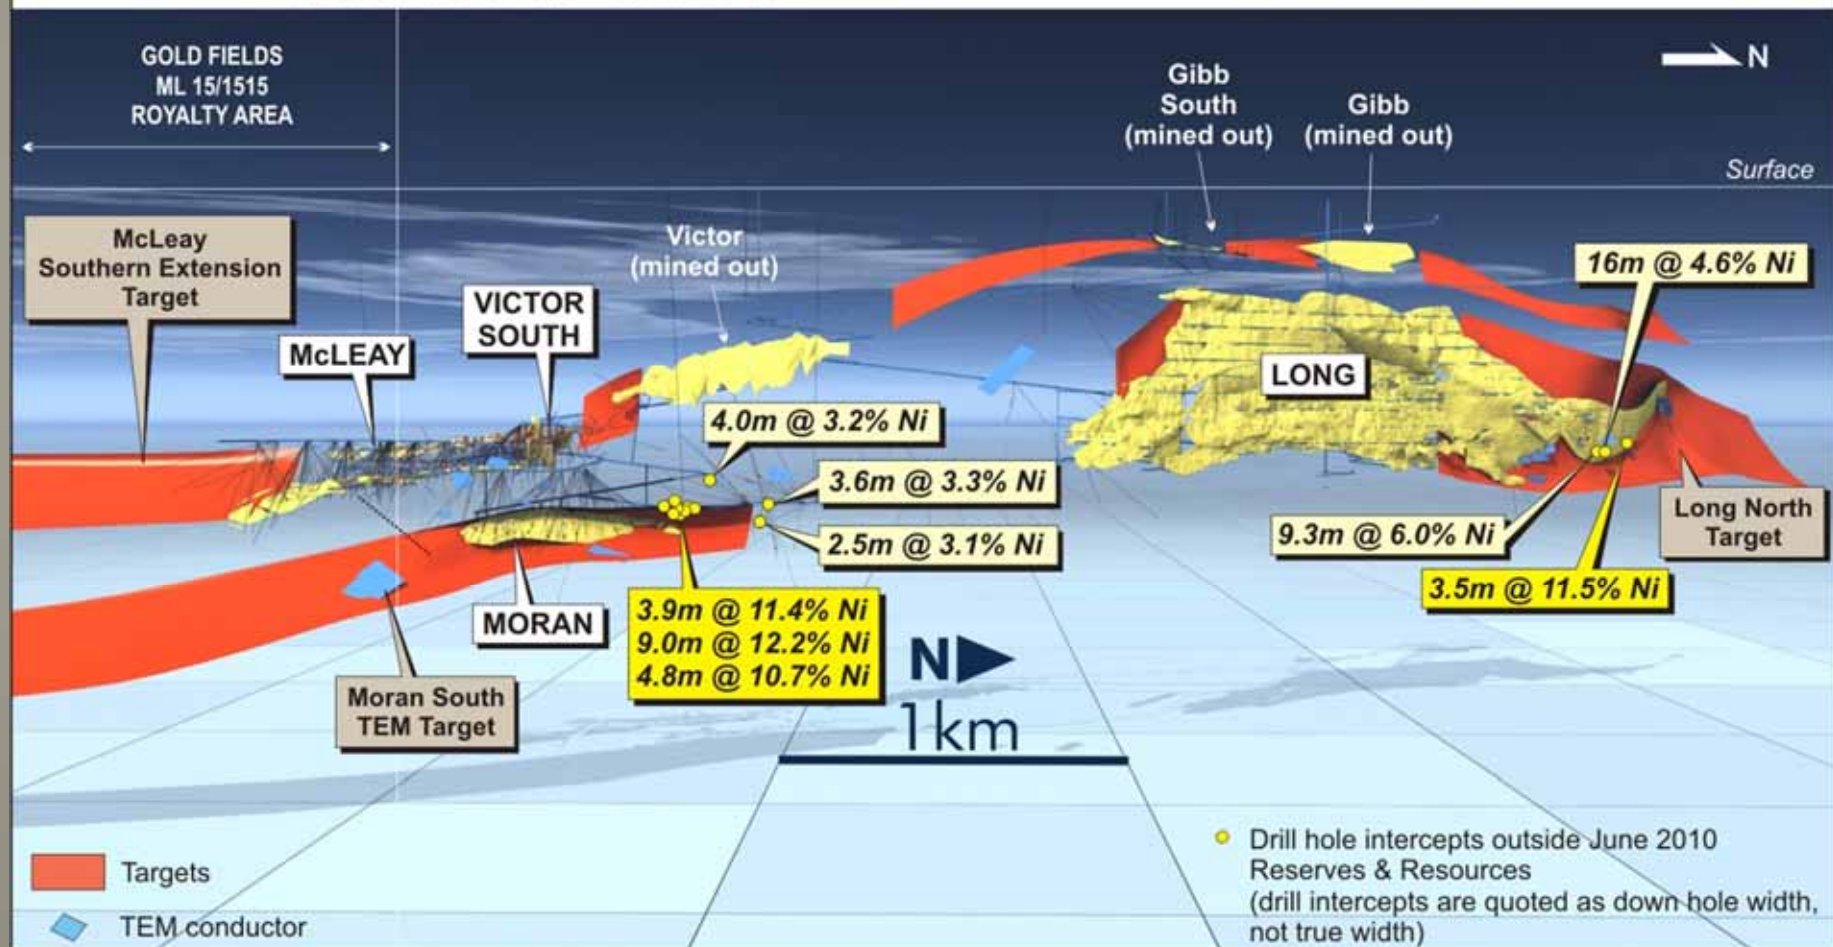 GOLD FIELDS
ML 15/1515
ROYALTY AREA
N
Gibb
South
(mined out)
Gibb
(mined out)
Surface
McLeay
Southern Extension
Target
Victor
(mined out)
16m @ 4.6% Ni
VICTOR
SOUTH
McLEAY
LONG
4.0m @ 3.2% Ni
3.6m @ 3.3% Ni
2.5m @ 3.1% Ni
9.3m @ 6.0% Ni
Long North
Target
3.5m @ 11.5% Ni
MORAN
3.9m @ 11.4% Ni
9.0m @ 12.2% Ni
4.8m @ 10.7% Ni
Moran South
TEM Target
N
1km
Targets
TEM conductor
Drill hole intercepts outside June 2010
Reserves & Resources
(drill intercepts are quoted as down hole width,
not true width)